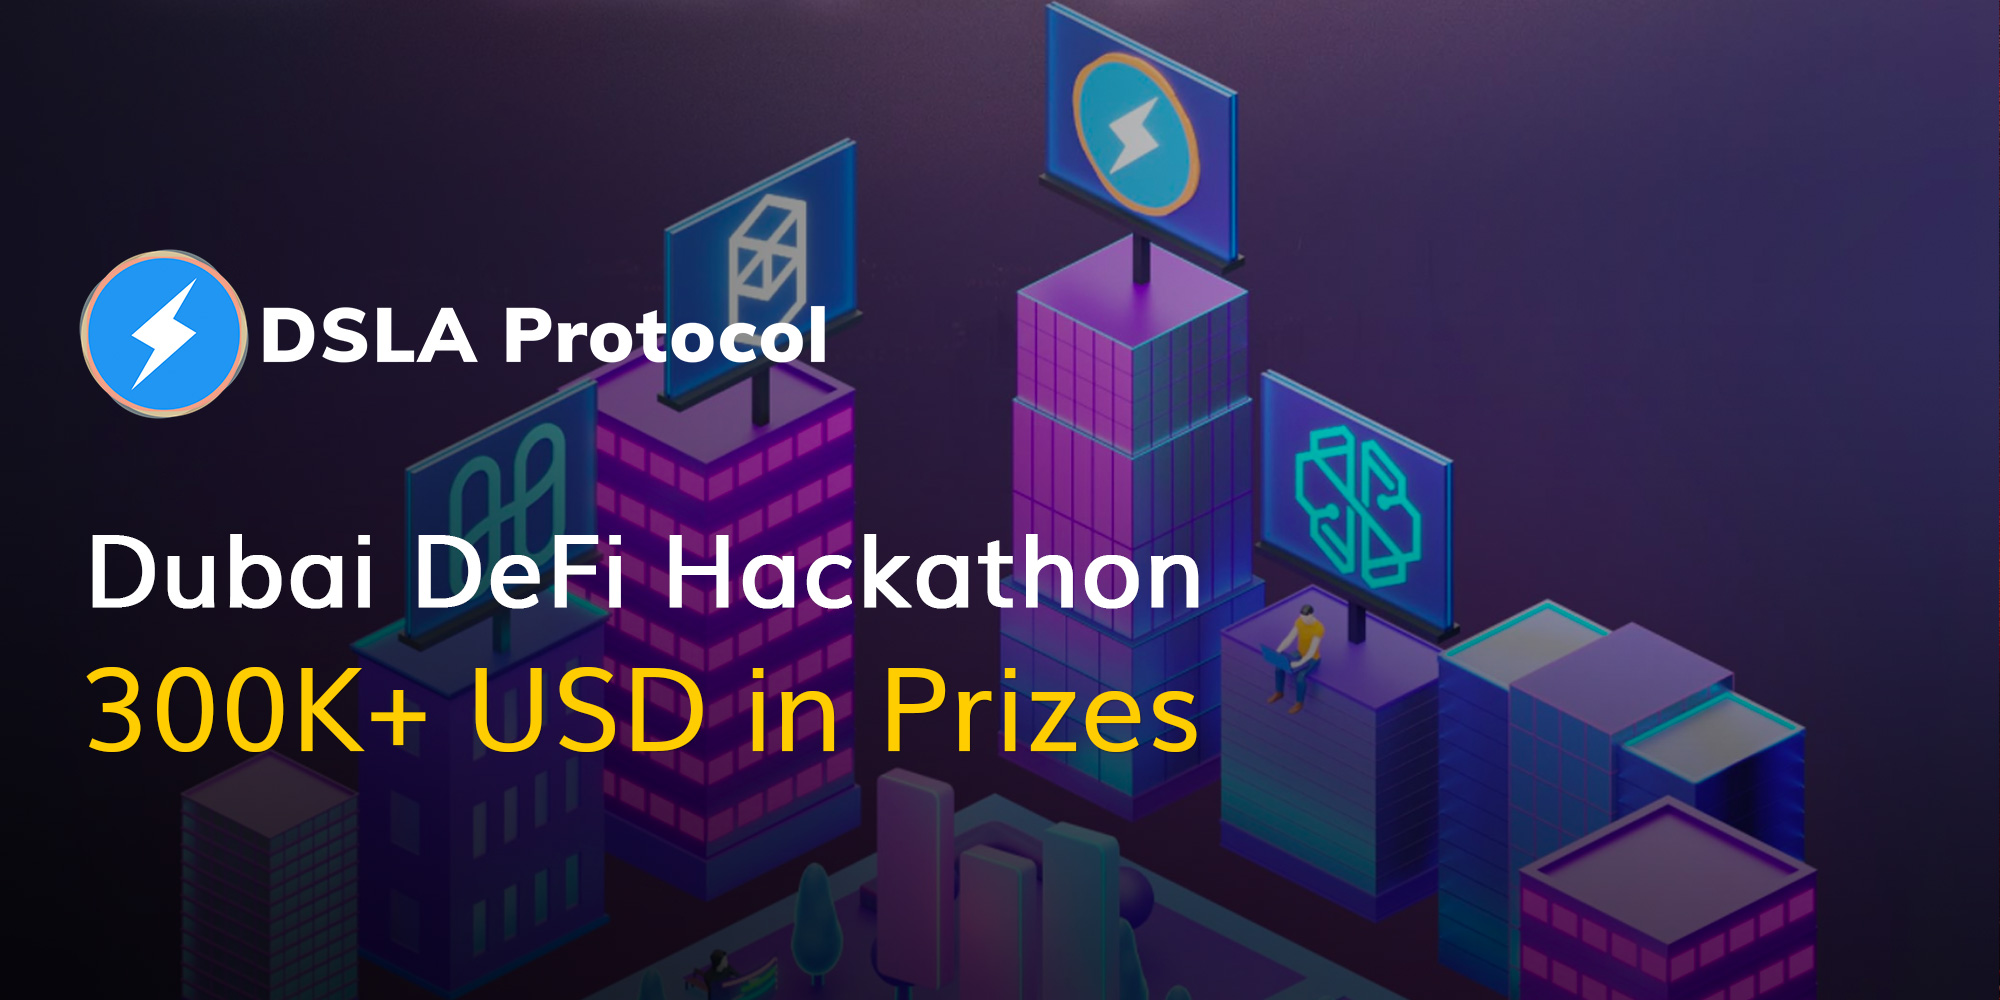 DSLA Protocol
Dubai DeFi Hackathon
300K+ USD in Prizes